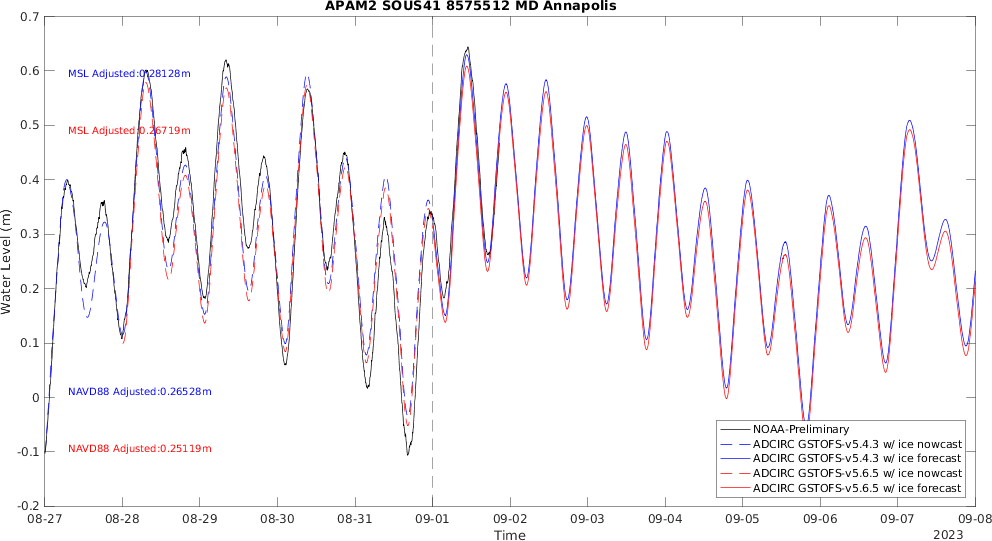 APAM2 SOUS41 8575512 MD Annapolis
0.7
0.6
0.5
0.4
0.3
0.2
0.1
0
-0.1
-0.2
Water Level (m)
MSL Adjusted:0.28128m
MSL Adjusted:0.26719m
NAVD88 Adjusted:0.26528m
NAVD88 Adjusted:0.25119m
NOAA-Preliminary
ADCIRC GSTOFS-v5.4.3 w/ ice nowcast
ADCIRC GSTOFS-v5.4.3 w/ ice forecast
ADCIRC GSTOFS-v5.6.5 w/ ice nowcast
ADCIRC GSTOFS-v5.6.5 w/ ice forecast
08-27 08-28 08-29 08-30 08-31 09-01 09-02 09-03 09-04 09-05 09-06 09-07 09-08
Time
2023